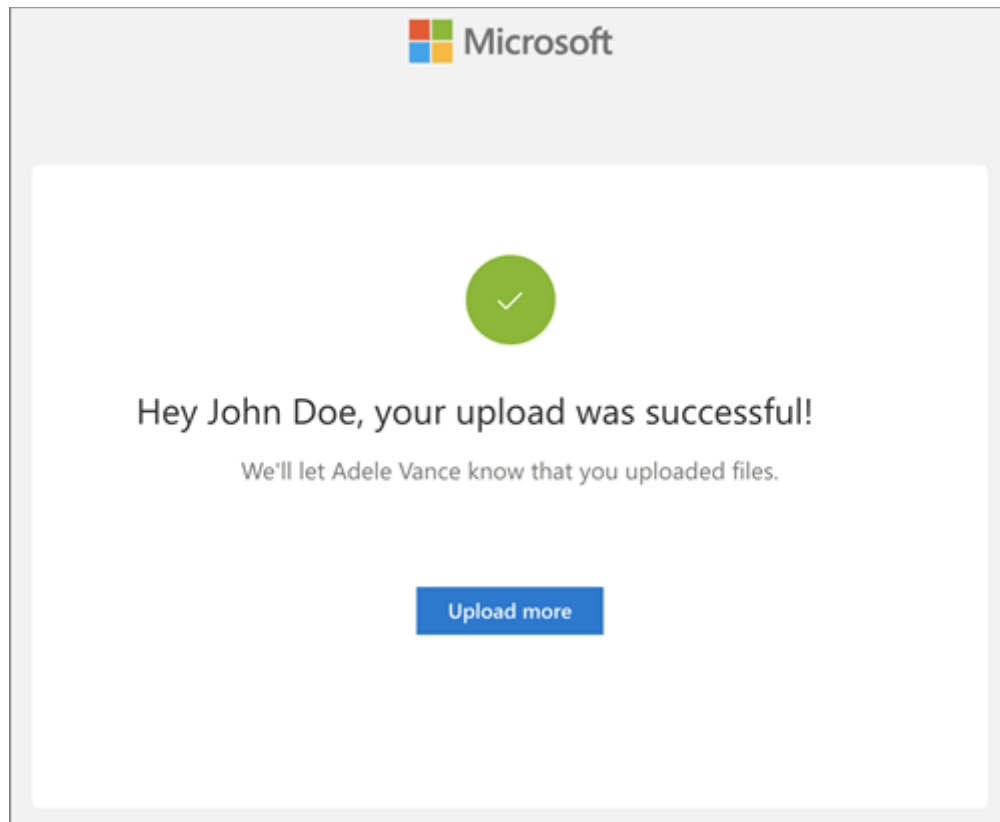 Microsoft
Hey John Doe, your upload was successful!
We'll let Adele Vance know that you uploaded files.
Upload more